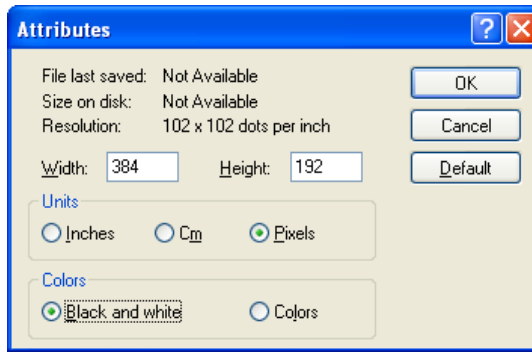 Attributes
File last saved: Not Available
Size on disk: Not Available
Resolution: 102 x 102 dots per inch
Width: 384 Height: 192
Units
Inches Cm Pixels
Colors
Black and white Colors
OK
Cancel
Default